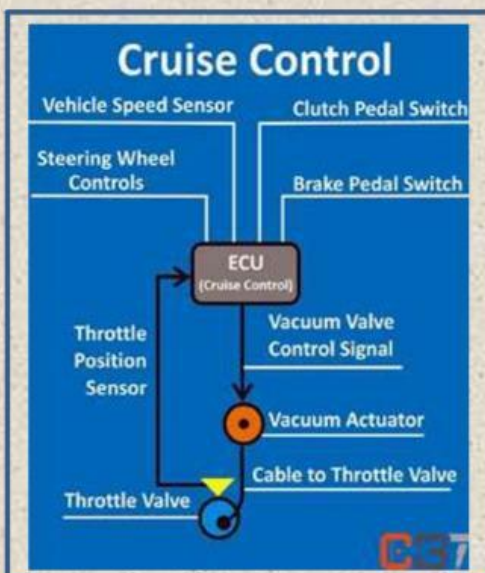 Cruise Control
Vehicle Speed Sensor
Clutch Pedal Switch
Steering Wheel
Controls
Brake Pedal Switch
ECU
(Cruise Control)
Throttle
Position
Sensor
Vacuum Valve
Control Signal
Vacuum Actuator
Cable to Throttle Valve
Throttle Valve